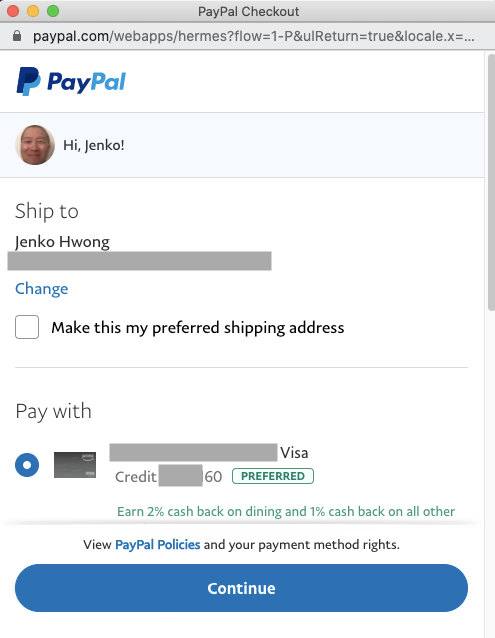 PayPal Checkout
paypal.com/webapps/hermes?flow=1-P&ulReturn=true&locale.x=...
PayPal
Hi, Jenko!
Ship to
Jenko Hwong
Change
Make this my preferred shipping address
Pay with
Visa
Credit 60 PREFERRED
Earn 2% cash back on dining and 1% cash back on all other
View PayPal Policies and your payment method rights.
Continue